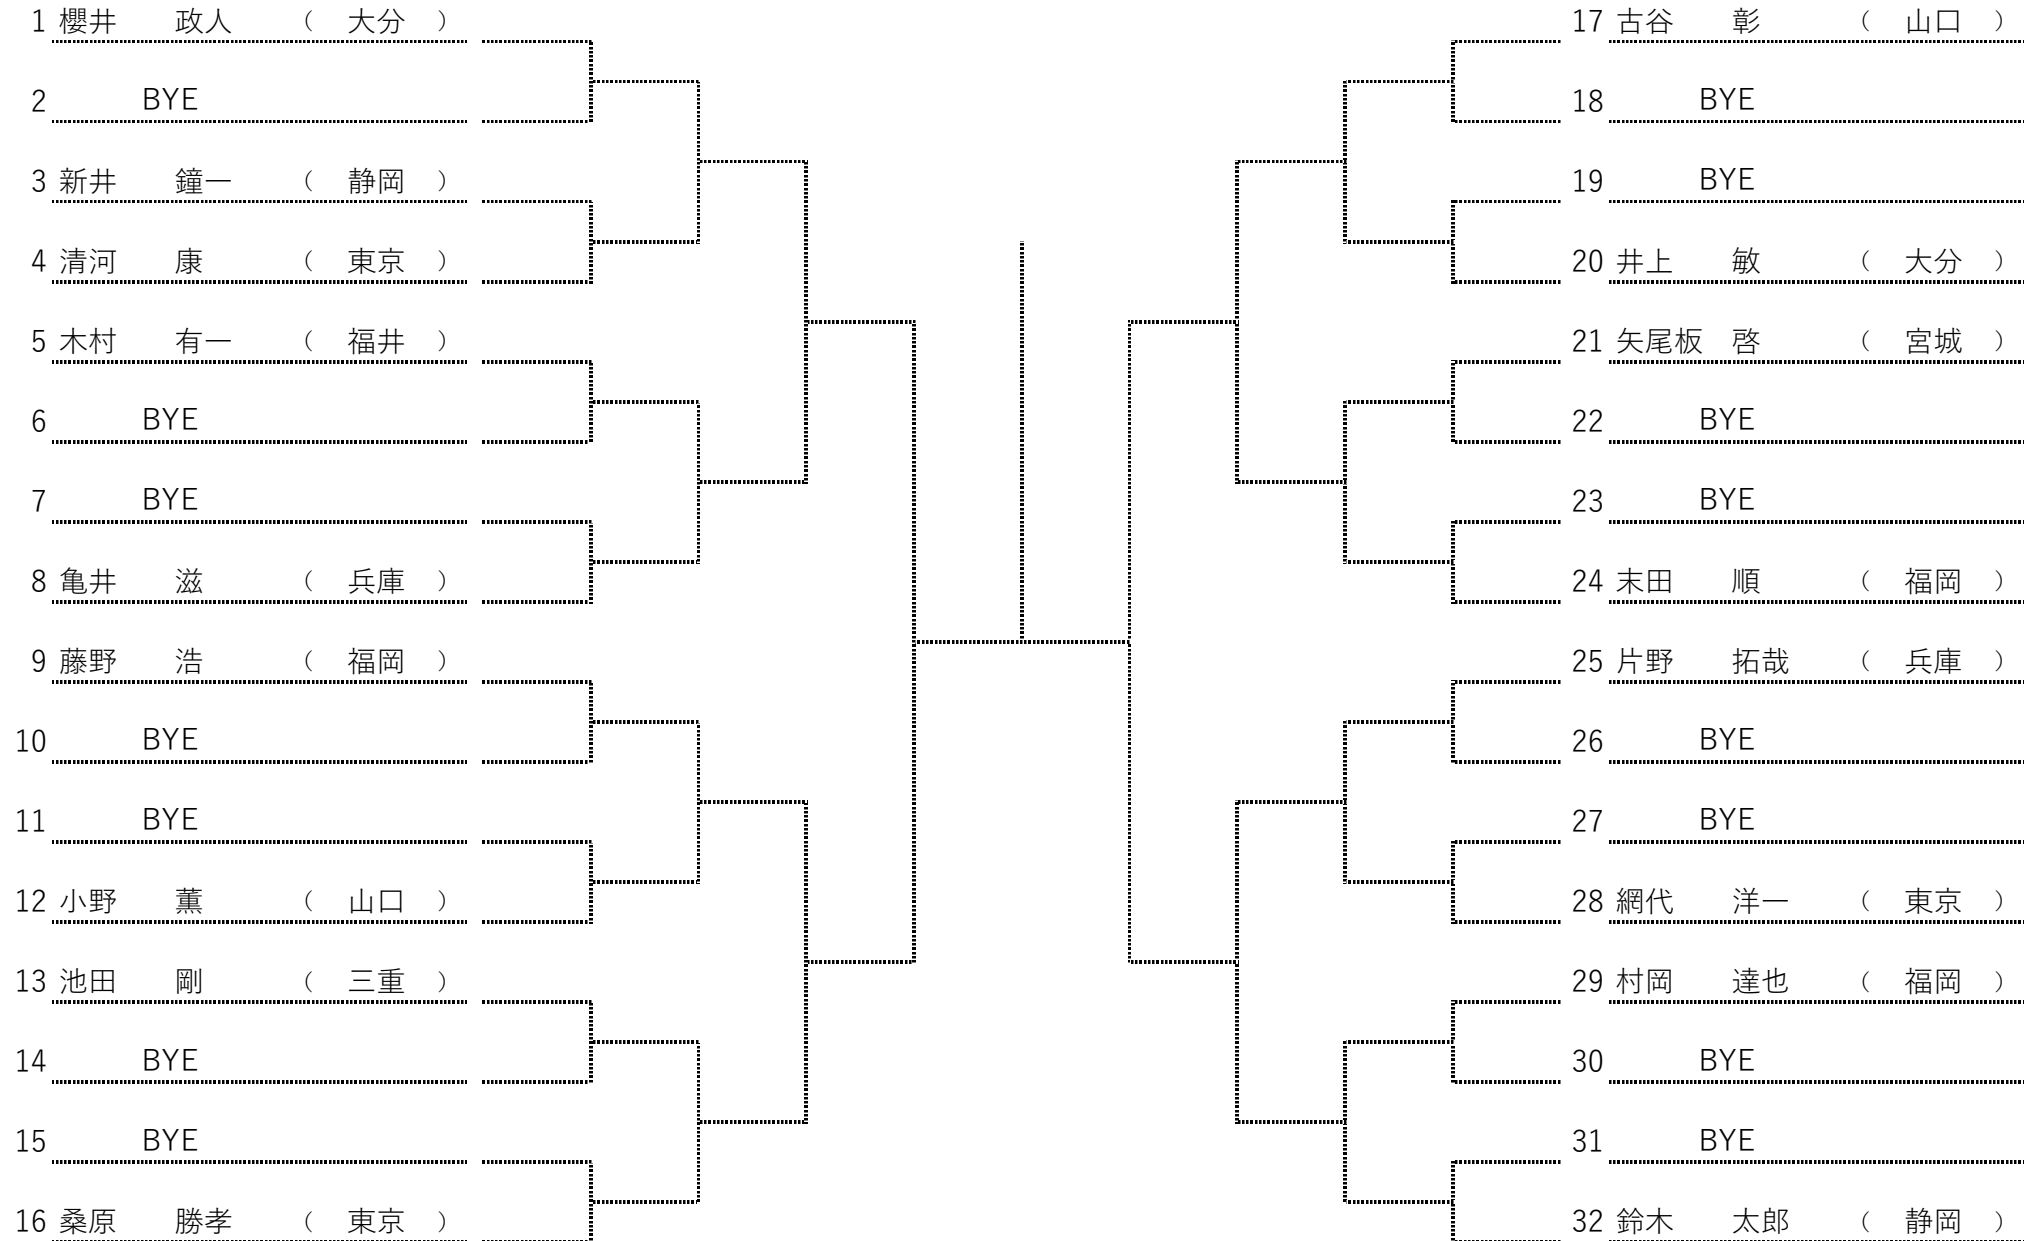 1 櫻井 政人 （ 大分 ）
2 BYE
3 新井 鐘一 （ 静岡 ）
4 清河 康 （ 東京 ）
5 木村 有一 （ 福井 ）
6 BYE
7 BYE
8 亀井 滋 （ 兵庫 ）
9 藤野 浩 （ 福岡 ）
10 BYE
11 BYE
12 小野 薫 （ 山口 ）
13 池田 剛 （ 三重 ）
14 BYE
15 BYE
16 桑原 勝孝 （ 東京 ）
17 古谷 彰 （ 山口 ）
18 BYE
19 BYE
20 井上 敏 （ 大分 ）
21 矢尾板 啓 （ 宮城 ）
22 BYE
23 BYE
24 末田 順 （ 福岡 ）
25 片野 拓哉 （ 兵庫 ）
26 BYE
27 BYE
28 網代 洋一 （ 東京 ）
29 村岡 達也 （ 福岡 ）
30 BYE
31 BYE
32 鈴木 太郎 （ 静岡 ）